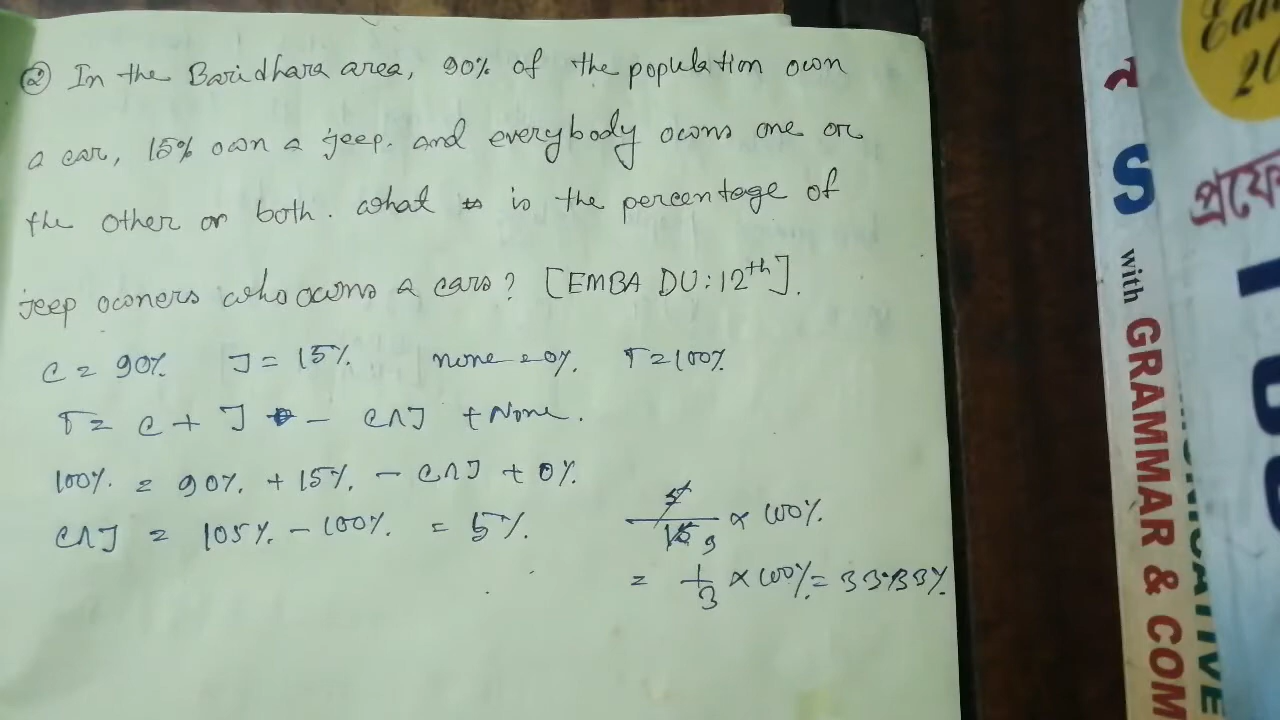 ② In the Baridhara area, 90% of the population own
a car, 15% own a jeep. and everybody owns one or
the other or both. what is the percentage of
jeep owners who owns a cars? [EMBA DU: 12th].
C = 90% J = 15% none = 0% T = 100%
T = C + J - C∩J + None.
100% = 90% + 15% - C∩J + 0%
C∩J = 105% - 100% = 5%
5/15 3 × 100%
= 1/3 × 100% = 33.33%
S with GRAMMAR & COM